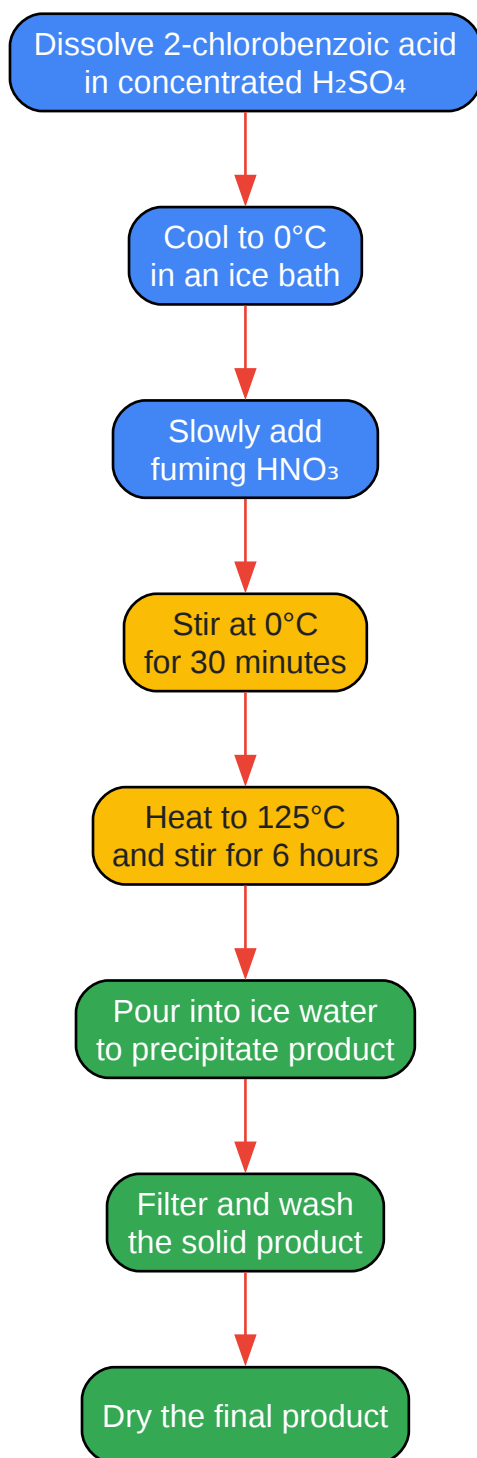 Dissolve 2-chlorobenzoic acid
in concentrated H₂SO₄
Cool to 0°C
in an ice bath
Slowly add
fuming HNO₃
Stir at 0°C
for 30 minutes
Heat to 125°C
and stir for 6 hours
Pour into ice water
to precipitate product
Filter and wash
the solid product
Dry the final product